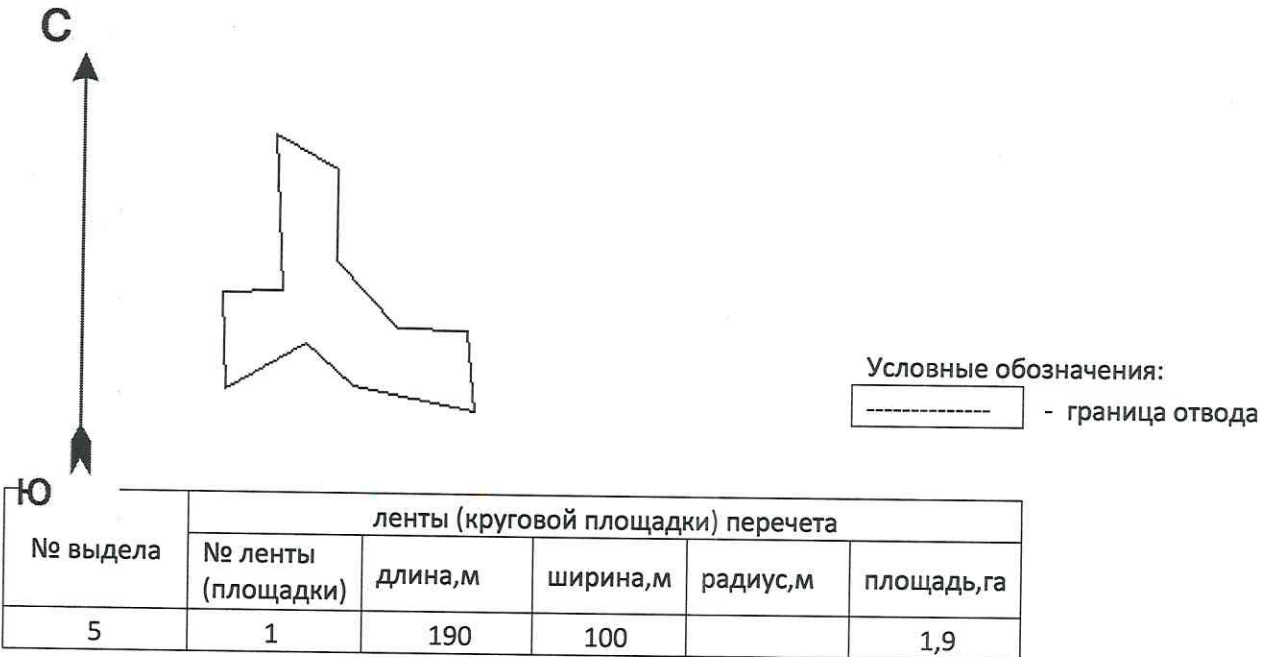 С
Условные обозначения:
-------------- - граница отвода
Ю
№ выдела
ленты (круговой площадки) перечета
№ ленты (площадки) длина,м ширина,м радиус,м площадь,га
5 1 190 100 1,9